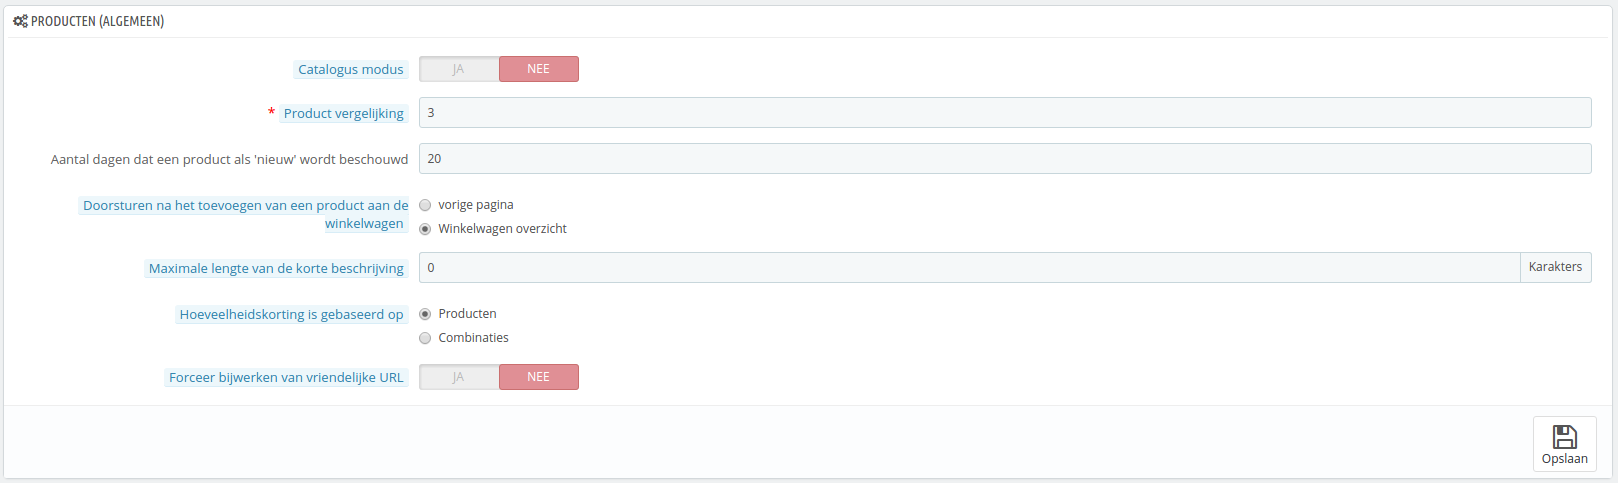 PRODUCTEN (ALGEMEEN)
Catalogus modus
JA NEE
* Product vergelijking
3
Aantal dagen dat een product als 'nieuw' wordt beschouwd
20
Doorsturen na het toevoegen van een product aan de
winkelwagen
vorige pagina
Winkelwagen overzicht
Maximale lengte van de korte beschrijving
0 Karakters
Hoeveelheidskorting is gebaseerd op
Producten
Combinaties
Forceer bijwerken van vriendelijke URL
JA NEE
Opslaan